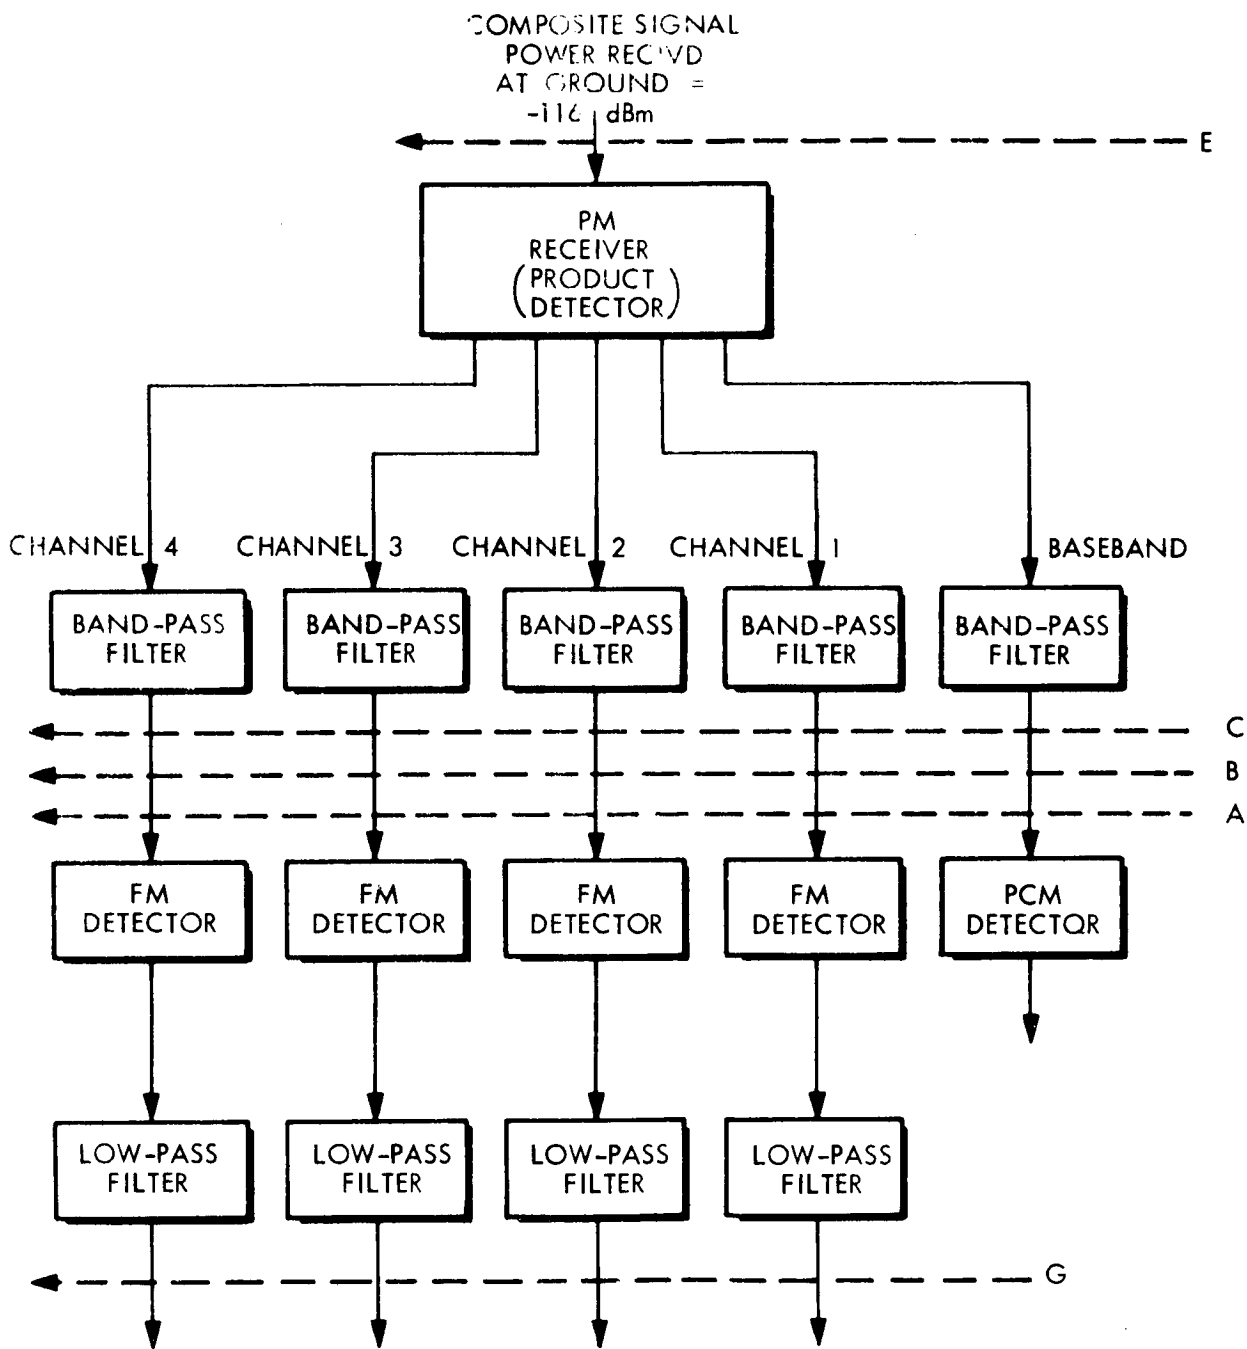 COMPOSITE SIGNAL
POWER REC'VD
AT GROUND =
-116 dBm
E
PM
RECEIVER
(PRODUCT
DETECTOR)
CHANNEL 4
CHANNEL 3
CHANNEL 2
CHANNEL 1
BASEBAND
BAND-PASS
FILTER
BAND-PASS
FILTER
BAND-PASS
FILTER
BAND-PASS
FILTER
BAND-PASS
FILTER
C
B
A
FM
DETECTOR
FM
DETECTOR
FM
DETECTOR
FM
DETECTOR
PCM
DETECTOR
LOW-PASS
FILTER
LOW-PASS
FILTER
LOW-PASS
FILTER
LOW-PASS
FILTER
G